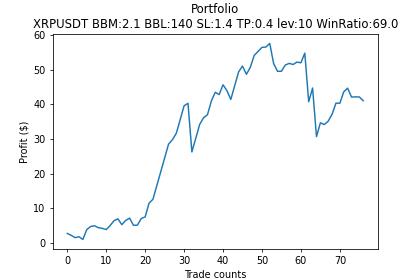 Portfolio
XRPUSDT BBM:2.1 BBL:140 SL:1.4 TP:0.4 lev:10 WinRatio:69.0
60
50
40
30
20
10
0
Profit ($)
0 10 20 30 40 50 60 70
Trade counts